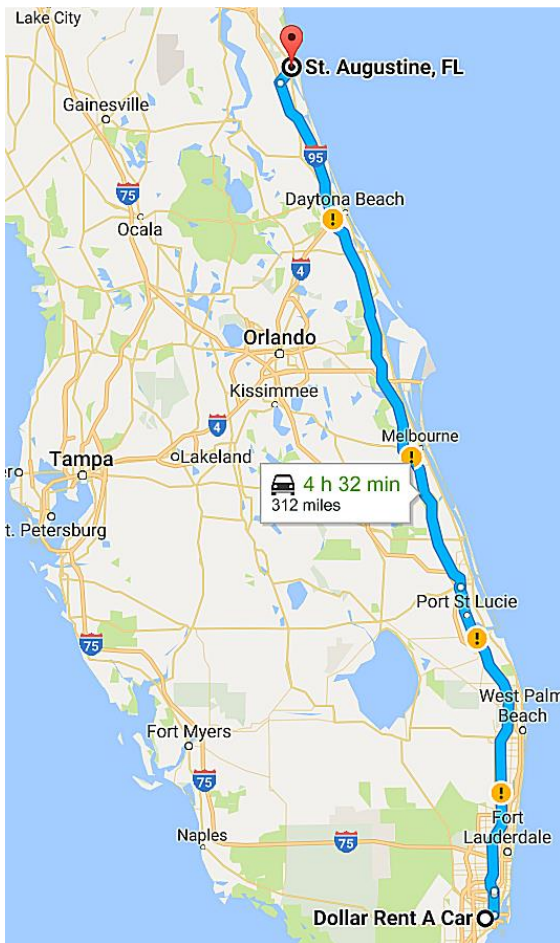 Lake City
St. Augustine, FL
Gainesville
95
75
Daytona Beach
Ocala
4
Orlando
Kissimmee
4
Melbourne
Lakeland
Tampa
4 h 32 min
312 miles
t. Petersburg
Port St Lucie
75
West Palm
Beach
Fort Myers
75
Fort
Lauderdale
Naples
75
Dollar Rent A Car